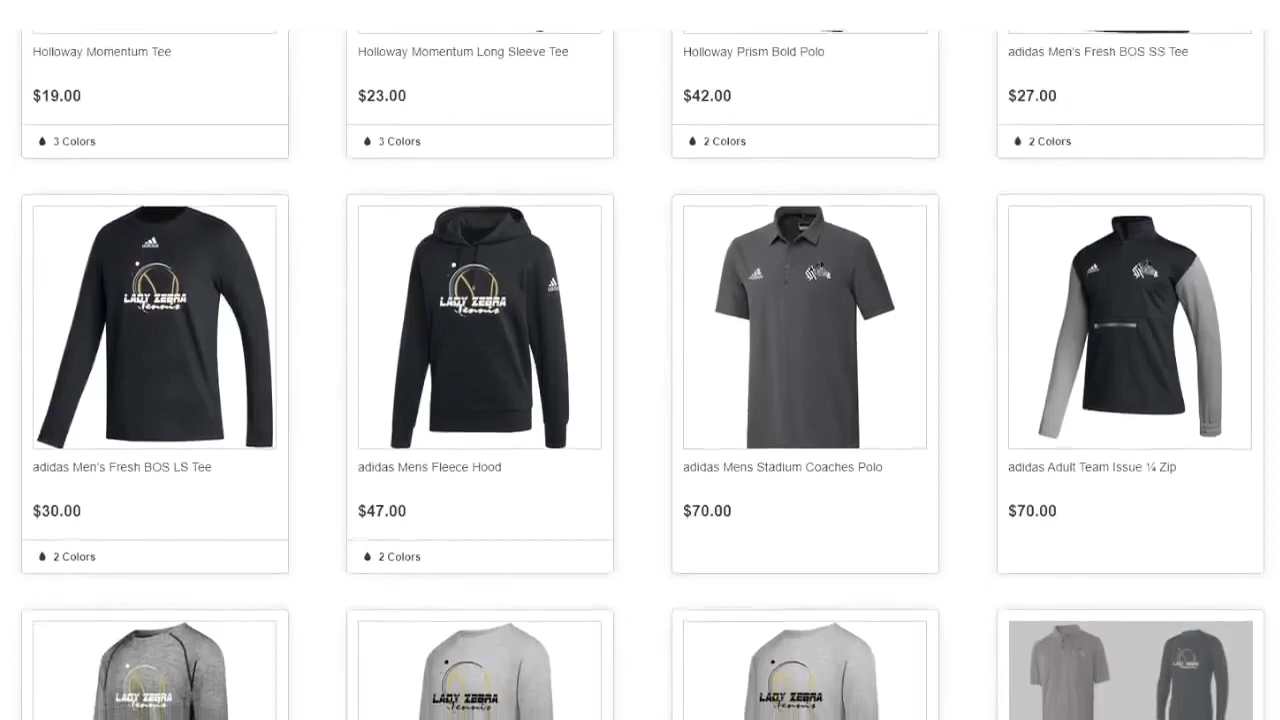 Holloway Momentum Tee
Holloway Momentum Long Sleeve Tee
Holloway Prism Bold Polo
adidas Men's Fresh BOS SS Tee
$19.00
$23.00
$42.00
$27.00
3 Colors
3 Colors
2 Colors
2 Colors
LADY ZEBRA
Tennis
LADY ZEBRA
Tennis
adidas Men's Fresh BOS LS Tee
adidas Mens Fleece Hood
adidas Mens Stadium Coaches Polo
adidas Adult Team Issue ¼ Zip
$30.00
$47.00
$70.00
$70.00
2 Colors
2 Colors
LADY ZEBRA
Tennis
LADY ZEBRA
Tennis
LADY ZEBRA
Tennis